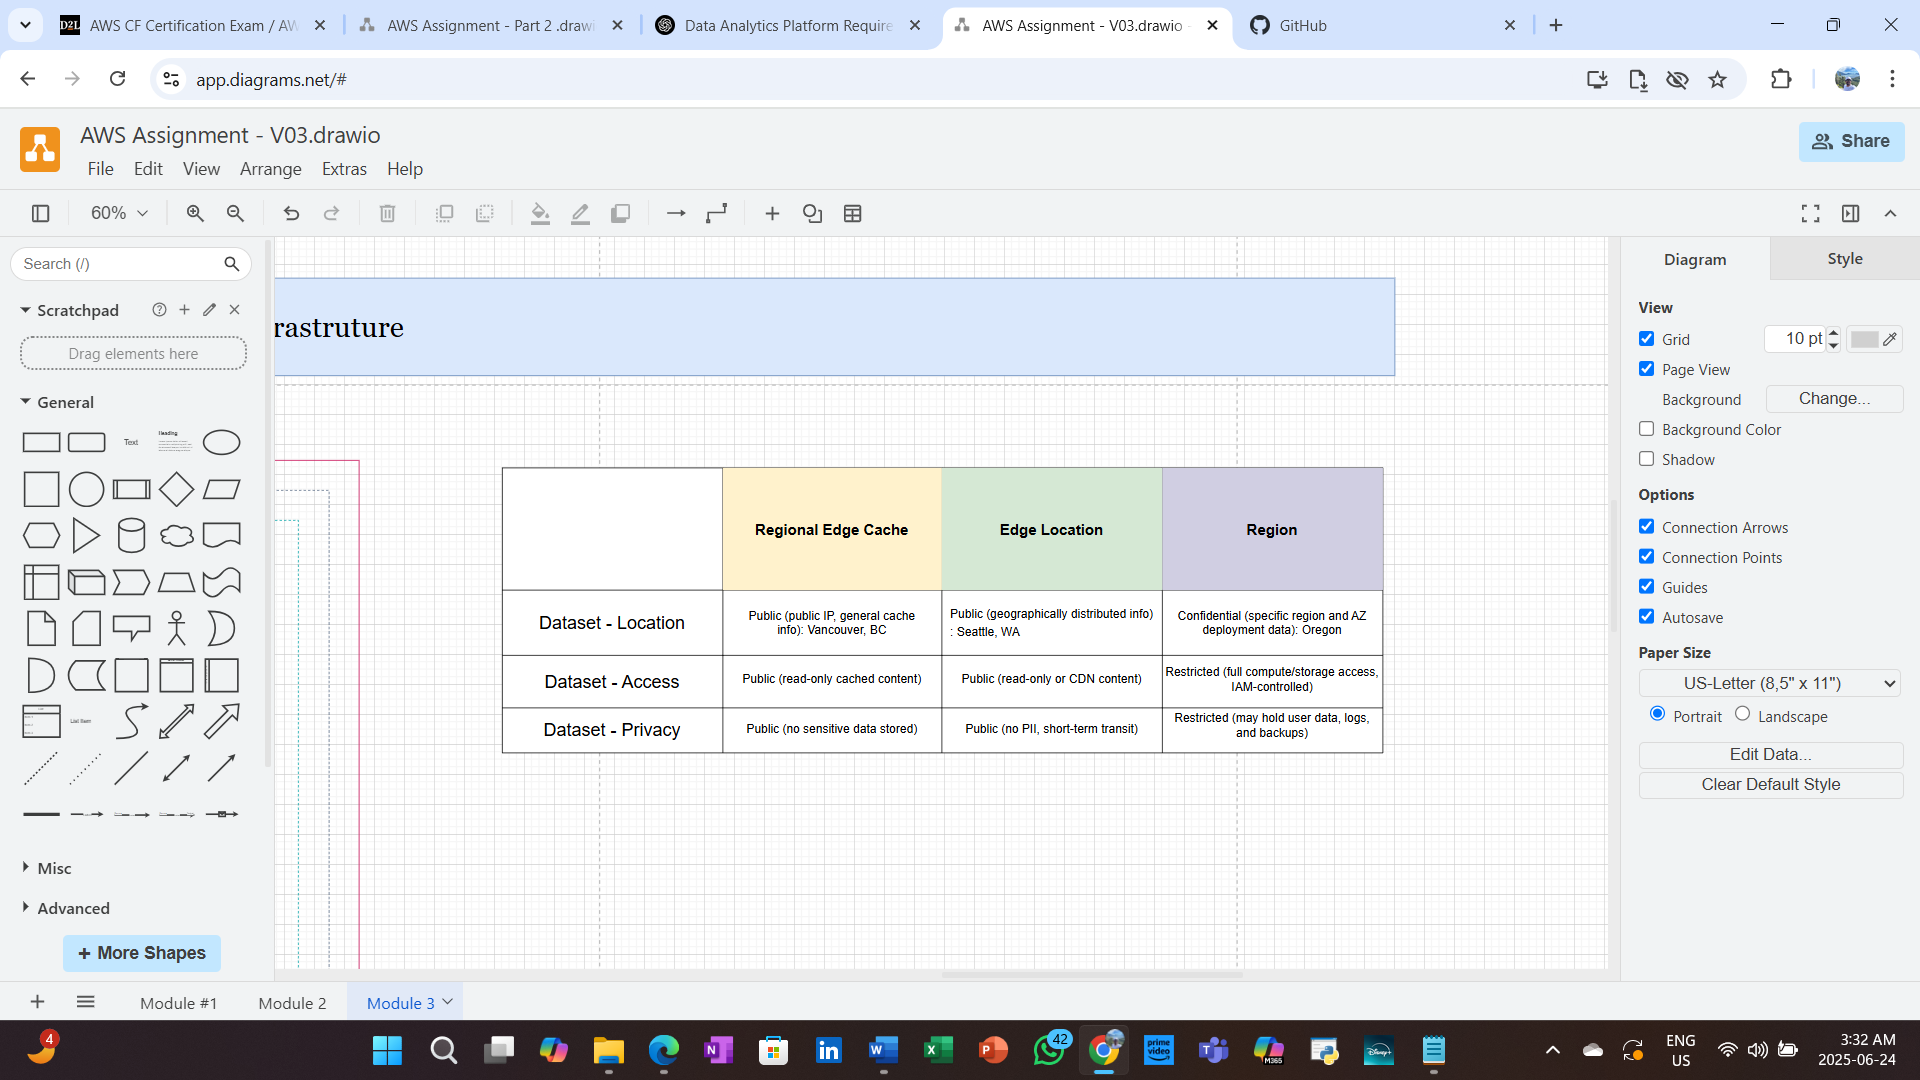 D2L AWS CF Certification Exam / AW
AWS Assignment - Part 2 .draw
Data Analytics Platform Require
AWS Assignment - V03.drawio -
GitHub
app.diagrams.net/#
AWS Assignment - V03.drawio
File Edit View Arrange Extras Help
Share
60%
Search (/)
Scratchpad
Drag elements here
General
Text
Heading
List Item
Misc
Advanced
+ More Shapes
rastruture
Regional Edge Cache
Edge Location
Region
Dataset - Location
Public (public IP, general cache
info): Vancouver, BC
Public (geographically distributed info)
: Seattle, WA
Confidential (specific region and AZ
deployment data): Oregon
Dataset - Access
Public (read-only cached content)
Public (read-only or CDN content)
Restricted (full compute/storage access,
IAM-controlled)
Dataset - Privacy
Public (no sensitive data stored)
Public (no PII, short-term transit)
Restricted (may hold user data, logs,
and backups)
Diagram
Style
View
Grid
10 pt
Page View
Background
Change...
Background Color
Shadow
Options
Connection Arrows
Connection Points
Guides
Autosave
Paper Size
US-Letter (8,5" x 11")
Portrait
Landscape
Edit Data...
Clear Default Style
Module #1
Module 2
Module 3
4
42
prime
video
M365
Disney+
ENG
US
3:32 AM
2025-06-24